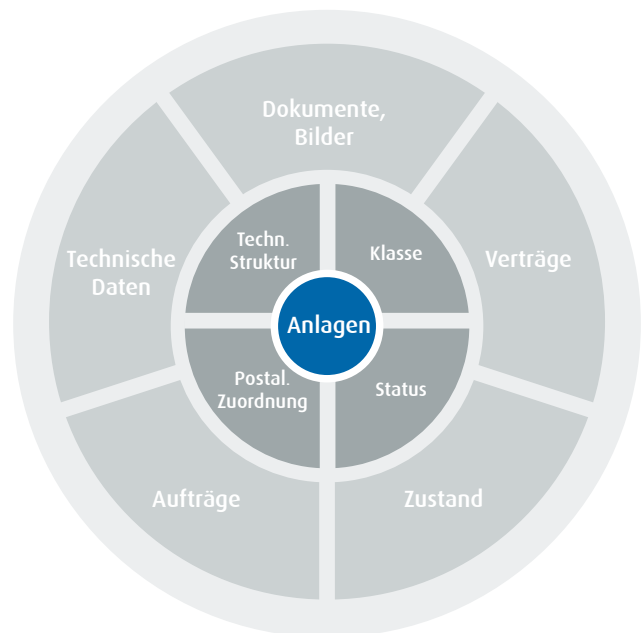 Dokumente,
Bilder
Technische
Daten
Techn.
Struktur
Klasse
Verträge
Anlagen
Postal.
Zuordnung
Status
Aufträge
Zustand